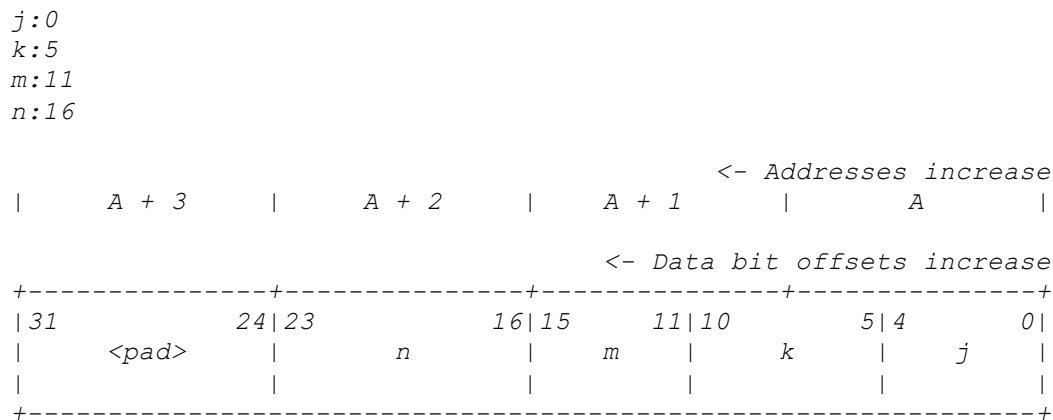 j:0
k:5
m:11
n:16
<- Addresses increase
| A + 3 | A + 2 | A + 1 | A |
<- Data bit offsets increase
+---------------+---------------+---------------+---------------+
|31 24|23 16|15 11|10 5|4 0|
| <pad> | n | m | k | j |
| | | | | |
+---------------------------------------------------------------+